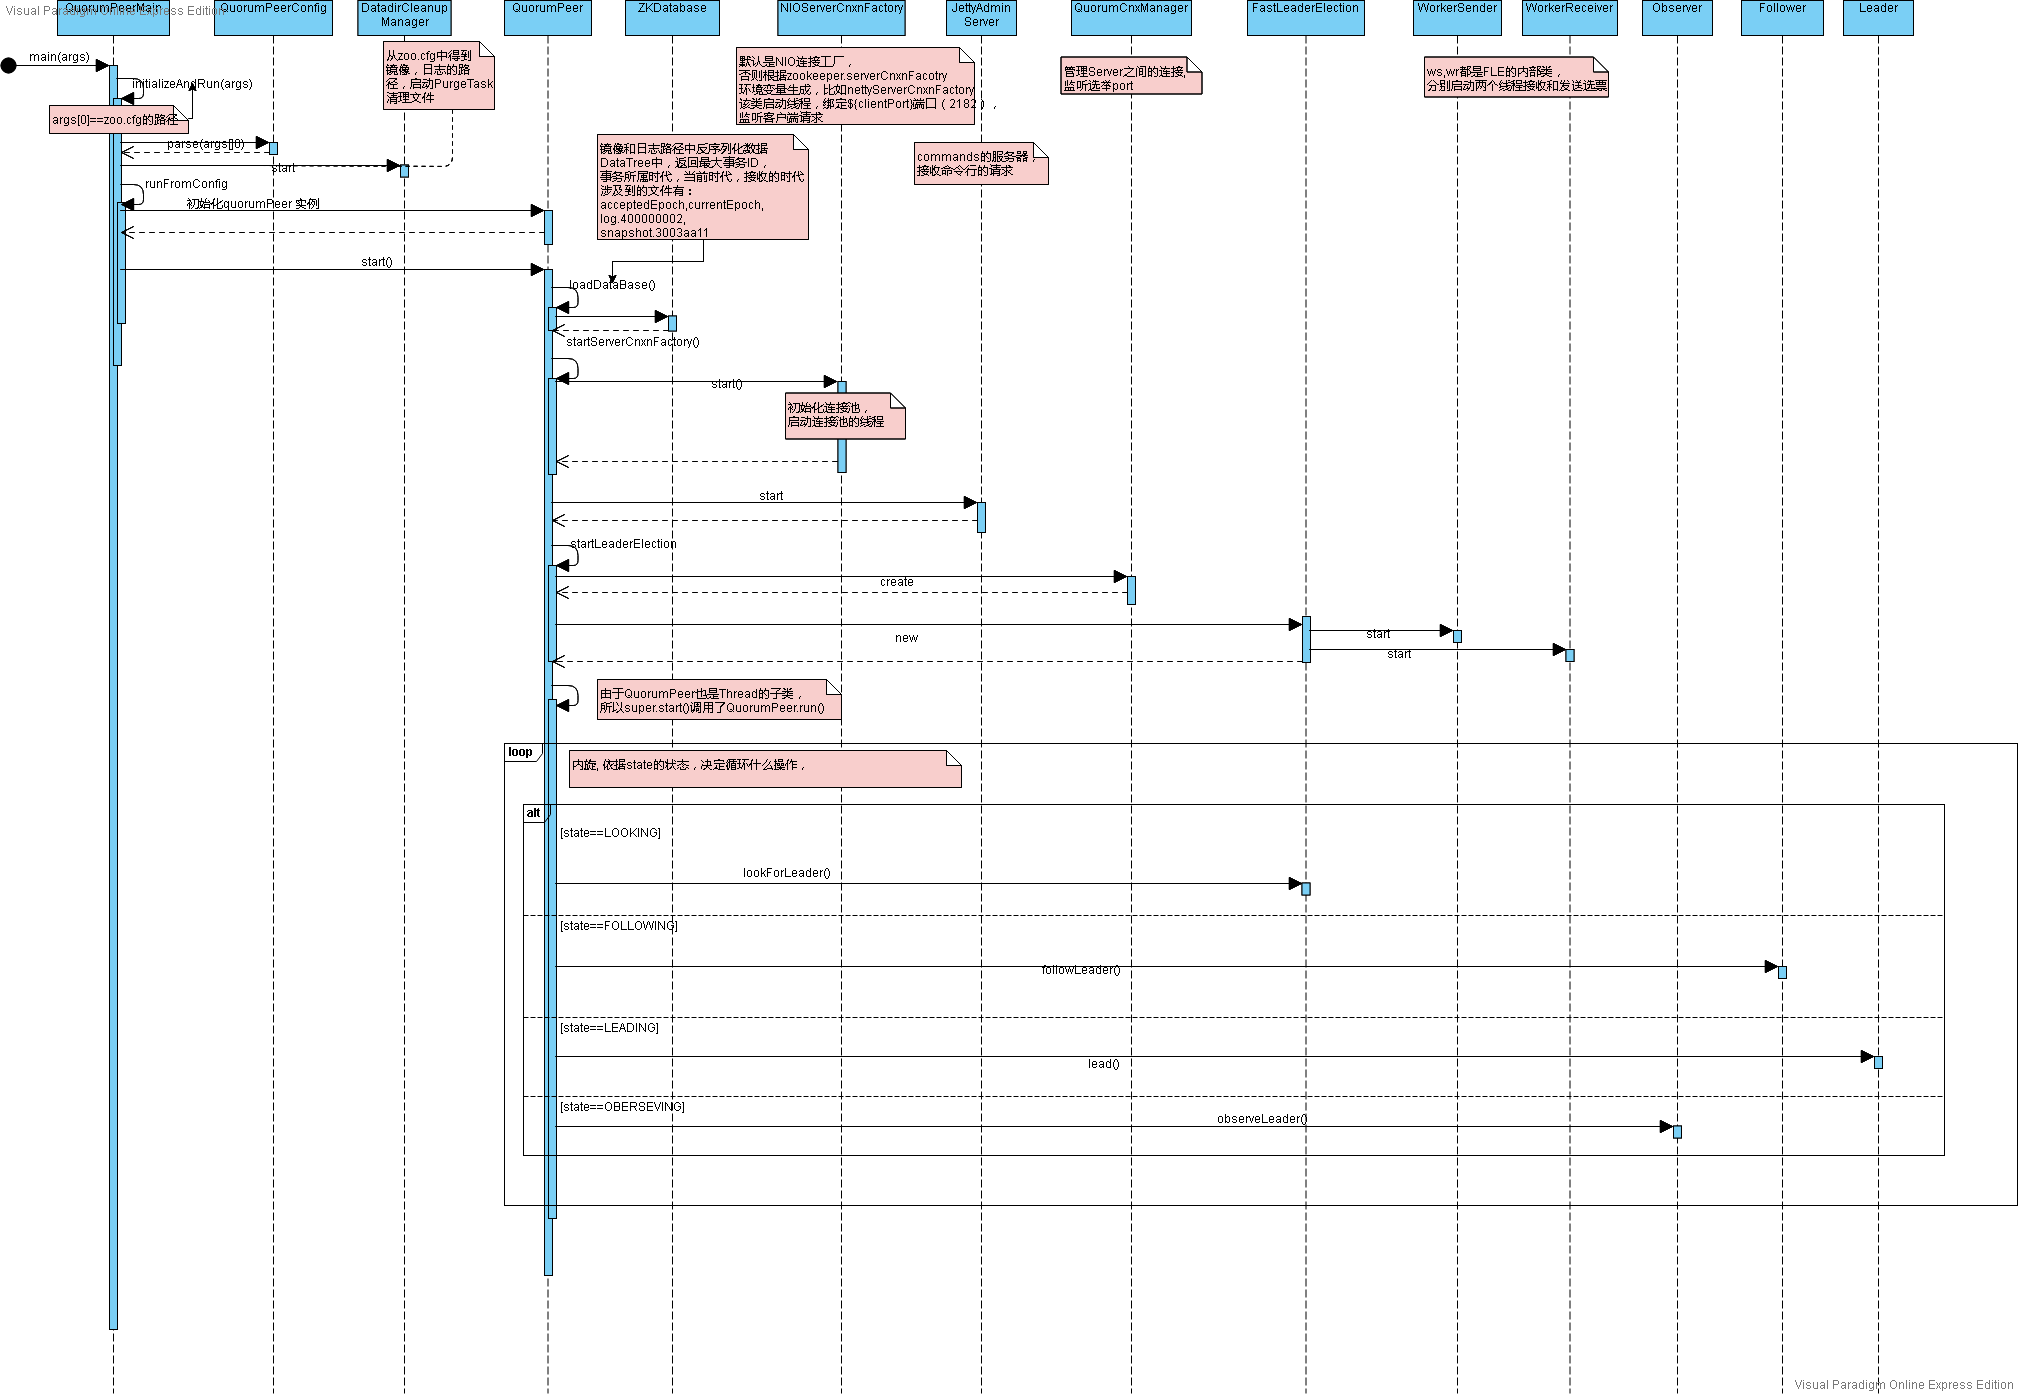 Visual Paradigm Online Express Edition
QuorumPeerMain
QuorumPeerConfig
DatadirCleanup
Manager
QuorumPeer
ZKDatabase
NIOServerCnxnFactory
JettyAdmin
Server
QuorumCnxManager
FastLeaderElection
WorkerSender
WorkerReceiver
Observer
Follower
Leader
main(args)
initializeAndRun(args)
args[0]==zoo.cfg的路径
从zoo.cfg中得到
镜像，日志的路
径，启动PurgeTask
清理文件
默认是NIO连接工厂，
否则根据zookeeper.serverCnxnFacotry
环境变量生成，比如nettyServerCnxnFactory
该类启动线程，绑定${clientPort}端口（2182），
监听客户端请求
管理Server之间的连接,
监听选举port
ws,wr都是FLE的内部类，
分别启动两个线程接收和发送选票
parse(args[]0)
start
镜像和日志路径中反序列化数据
DataTree中，返回最大事务ID，
事务所属时代，当前时代，接收的时代
涉及到的文件有：
acceptedEpoch,currentEpoch,
log.400000002,
snapshot.3003aa11
commands的服务器，
接收命令行的请求
runFromConfig
初始化quorumPeer 实例
start()
loadDataBase()
startServerCnxnFactory()
start()
初始化连接池，
启动连接池的线程
start
startLeaderElection
create
new
start
start
由于QuorumPeer也是Thread的子类，
所以super.start()调用了QuorumPeer.run()
loop
内旋, 依据state的状态，决定循环什么操作，
alt
[state==LOOKING]
lookForLeader()
[state==FOLLOWING]
followLeader()
[state==LEADING]
lead()
[state==OBERSEVING]
observeLeader()
Visual Paradigm Online Express Edition